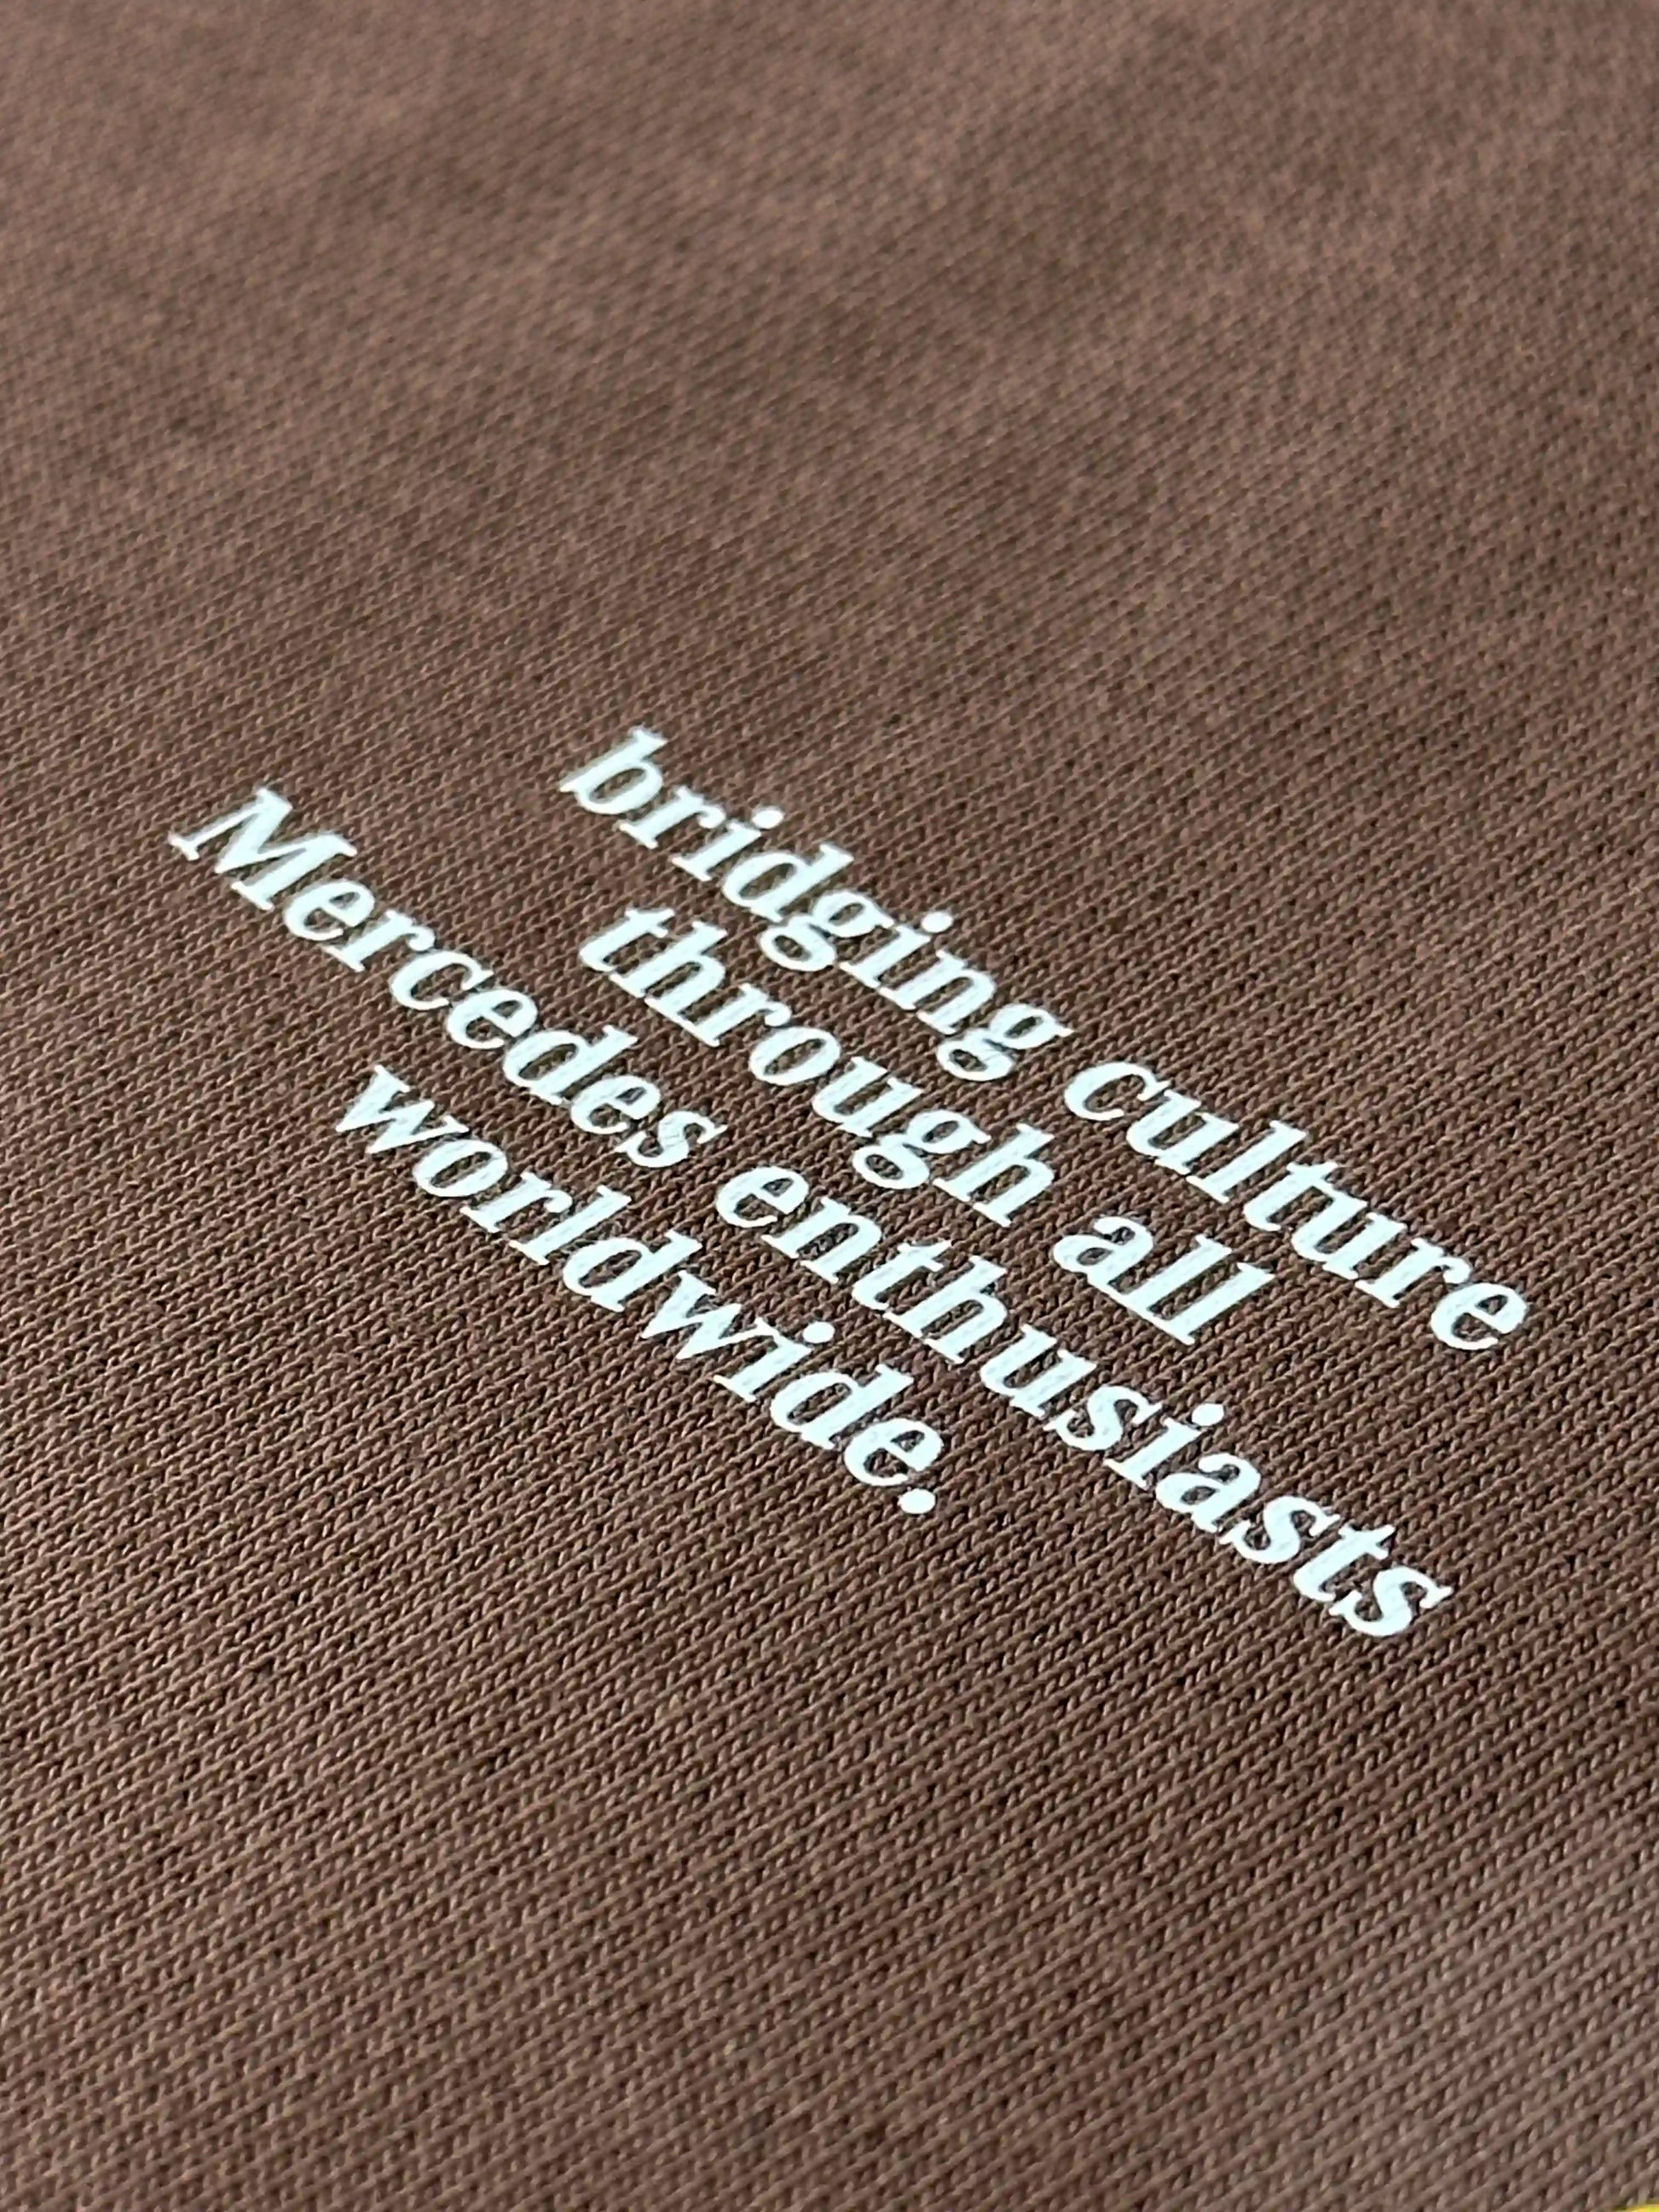 bridging culture
through all
Mercedes enthusiasts
worldwide.